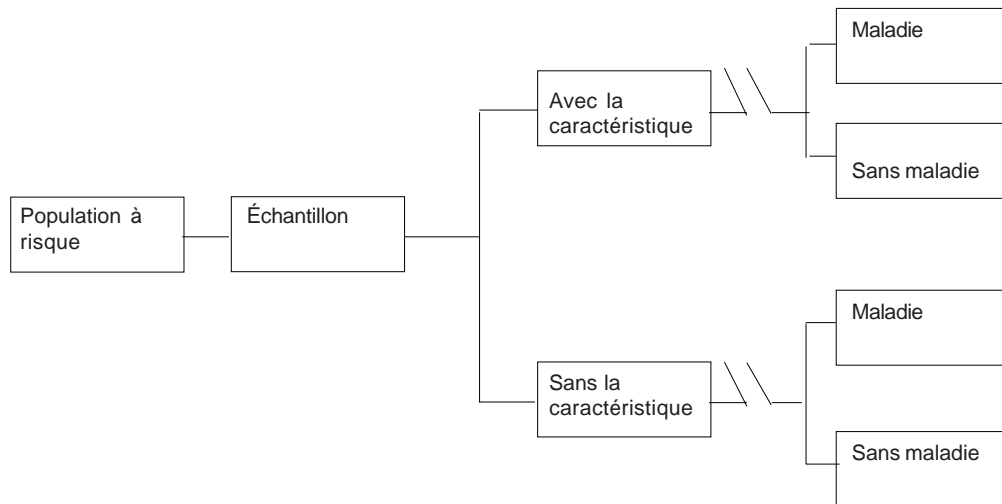 Population à
risque
Échantillon
Avec la
caractéristique
Maladie
Sans maladie
Sans la
caractéristique
Maladie
Sans maladie